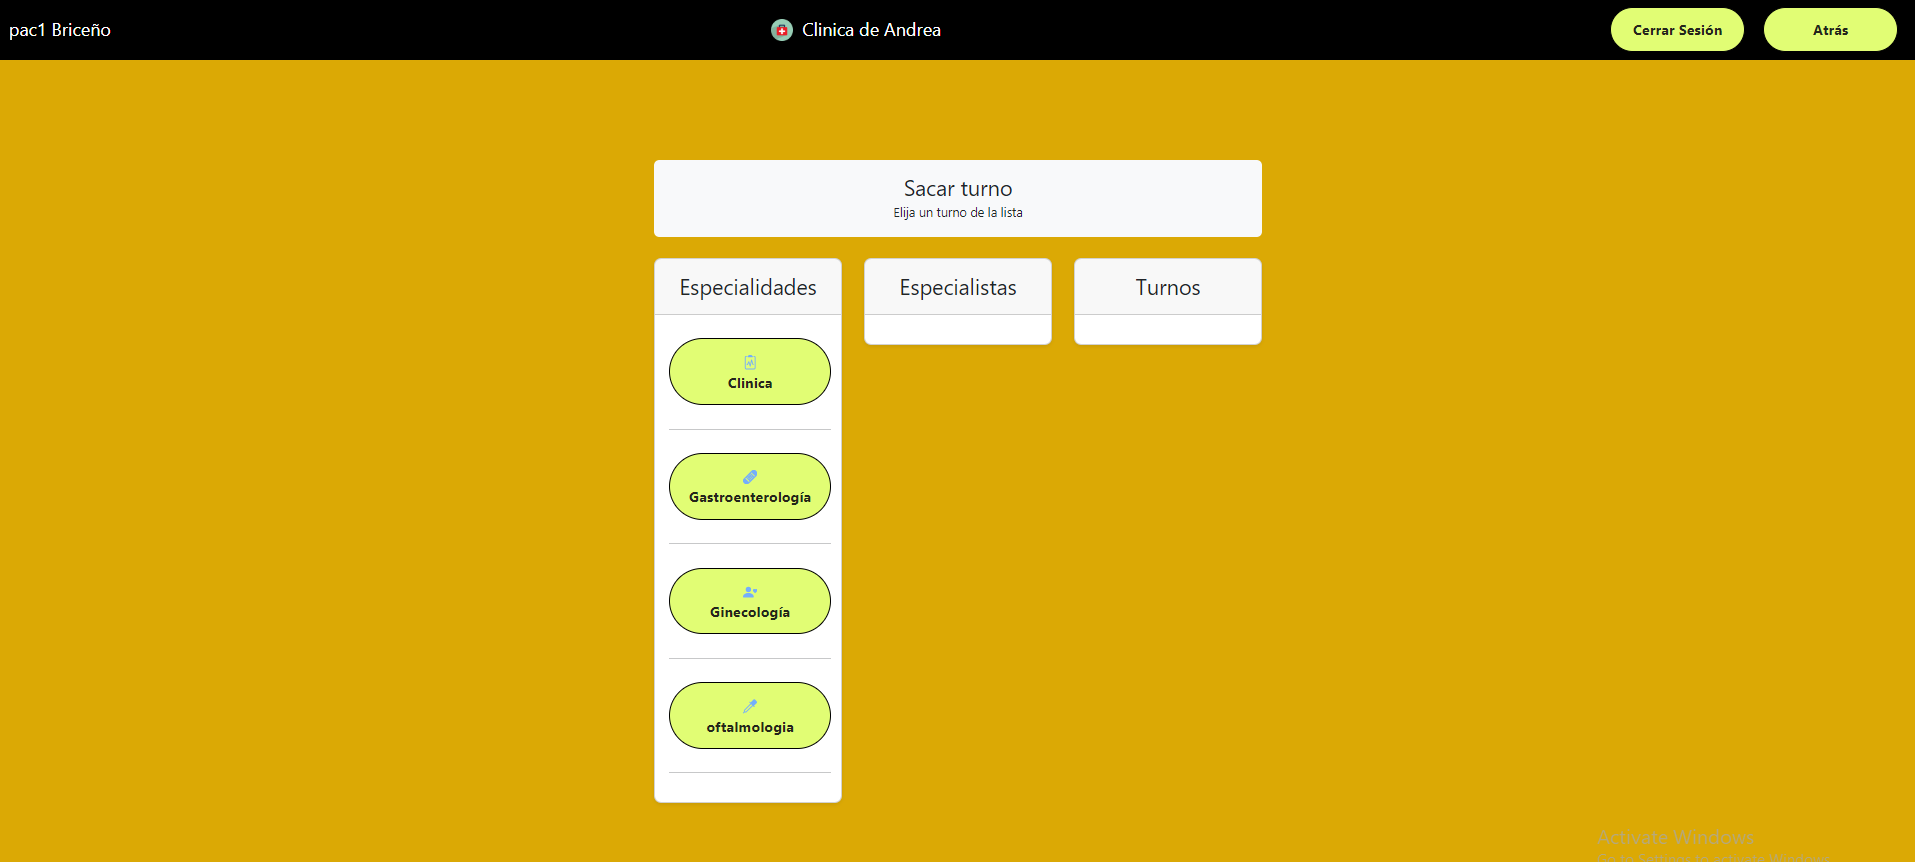 pac1 Briceño
Clinica de Andrea
Cerrar Sesión
Atrás
Sacar turno
Elija un turno de la lista
Especialidades
Especialistas
Turnos
Clinica
Gastroenterología
Ginecología
oftalmologia
Activate Windows